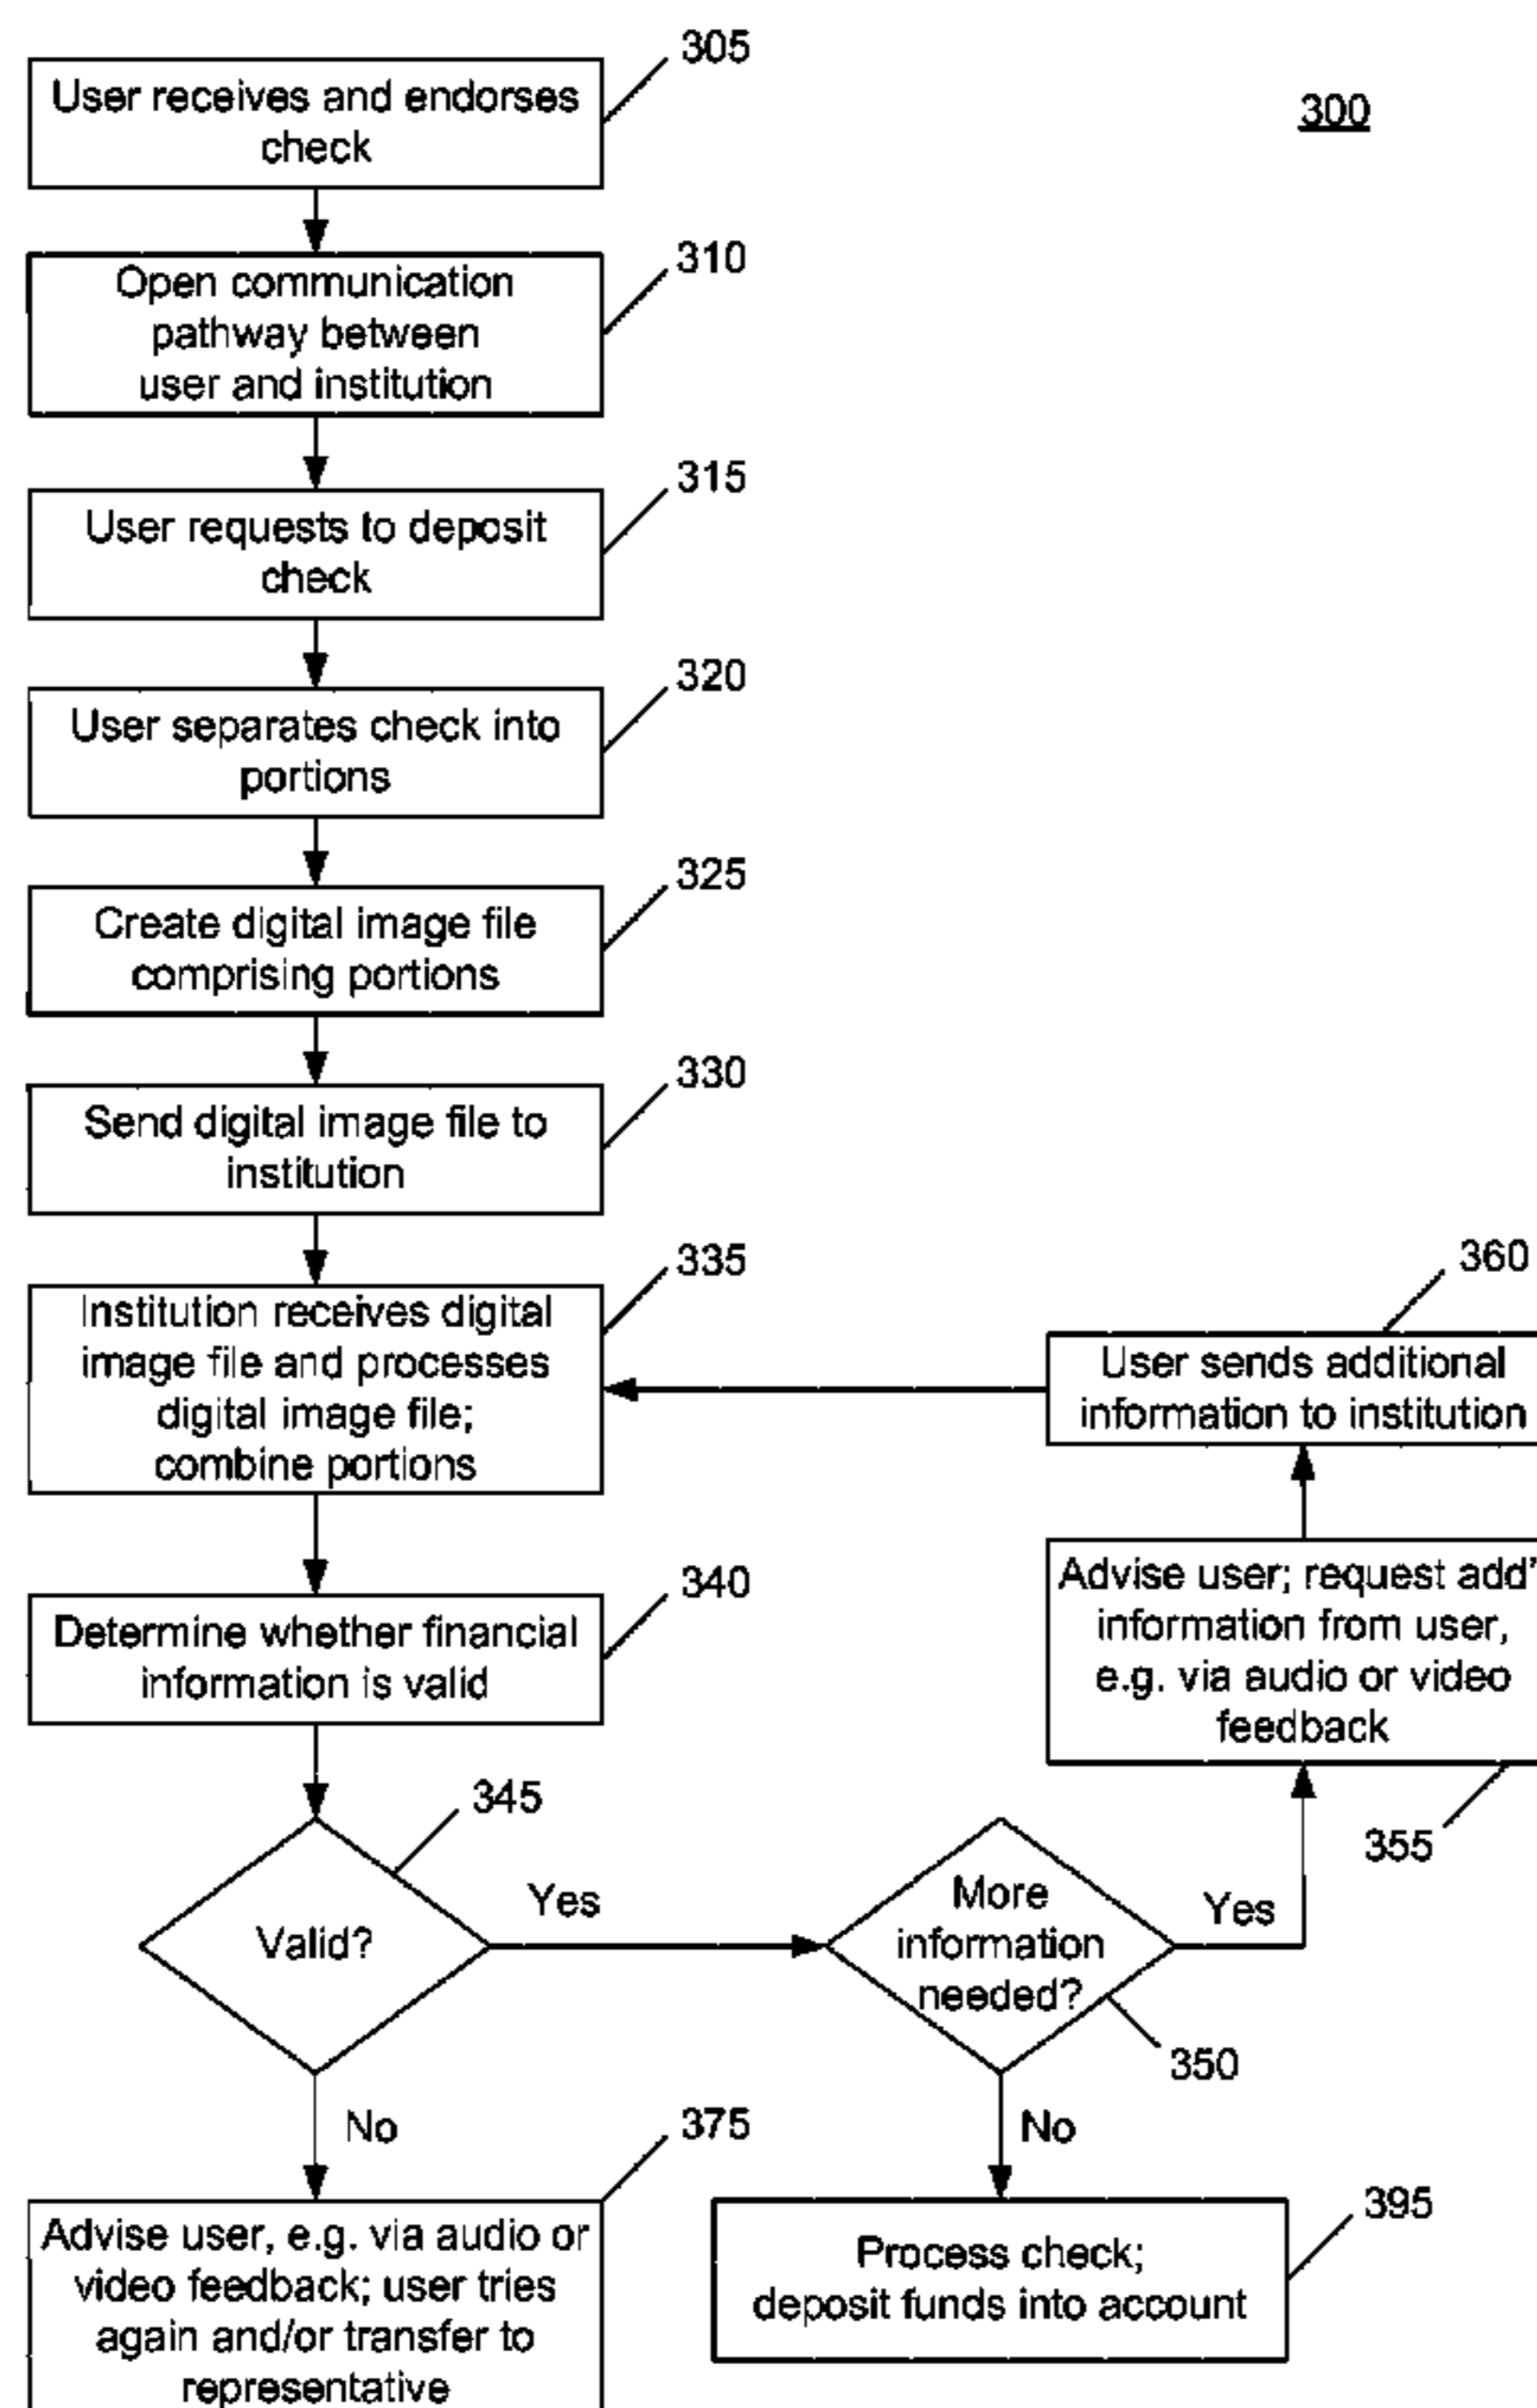 305
User receives and endorses
check
300
310
Open communication
pathway between
user and institution
315
User requests to deposit
check
320
User separates check into
portions
325
Create digital image file
comprising portions
330
Send digital image file to
institution
335
Institution receives digital
image file and processes
digital image file;
combine portions
360
User sends additional
information to institution
340
Determine whether financial
information is valid
Advise user; request add'
information from user,
e.g. via audio or video
feedback
355
345
Valid?
Yes
More
information
needed?
Yes
350
No
No
375
Advise user, e.g. via audio or
video feedback; user tries
again and/or transfer to
representative
395
Process check;
deposit funds into account